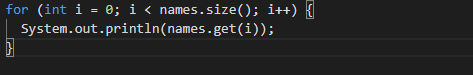 for (int i = 0; i < names.size(); i++) {
  System.out.println(names.get(i));
}